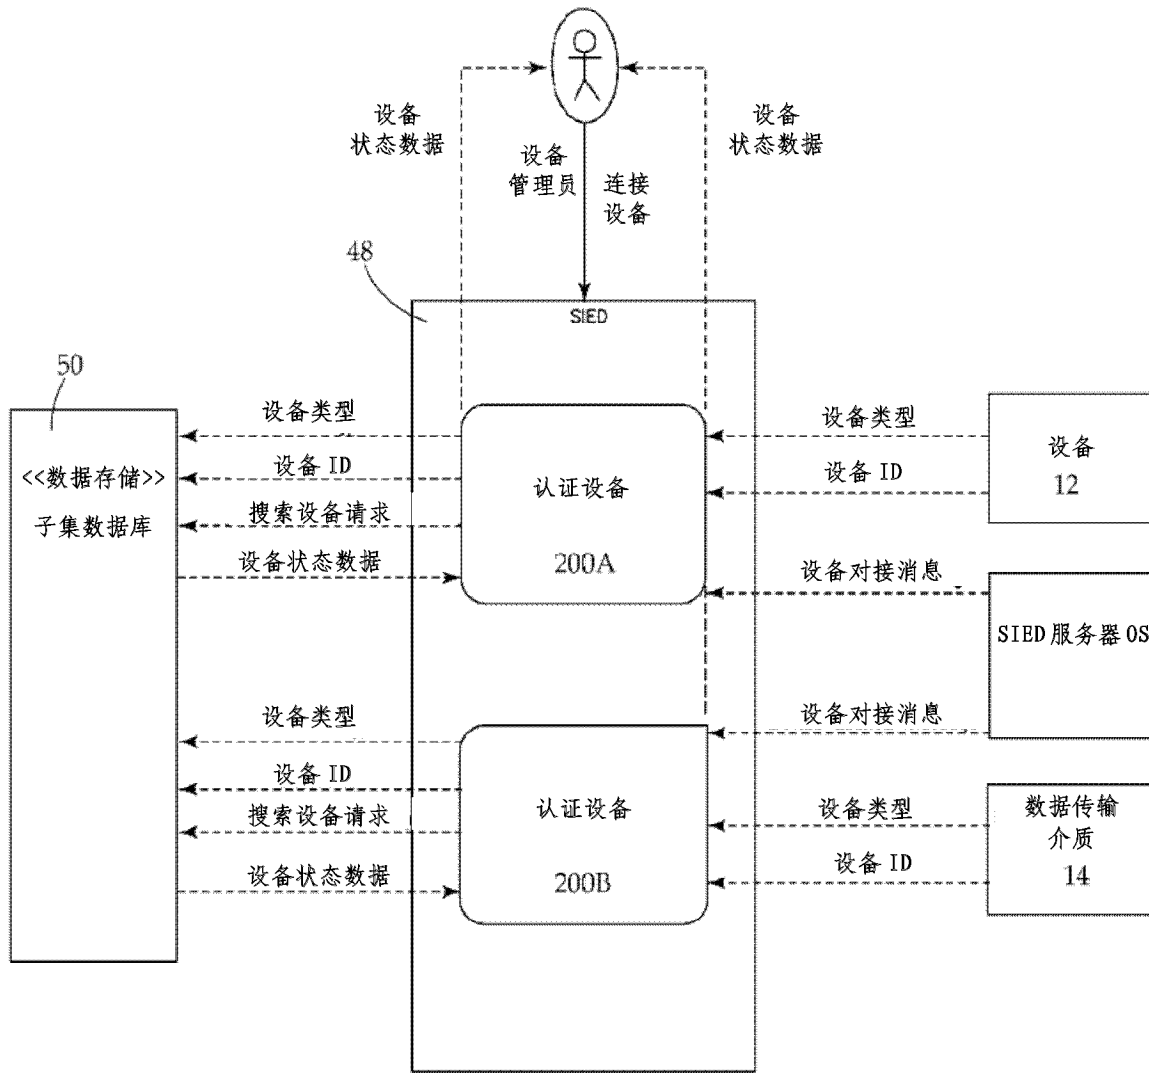 设备
状态数据
设备
管理员
连接
设备
设备
状态数据
48
SIED
50
<<数据存储>>
子集数据库
设备类型
设备 ID
搜索设备请求
设备状态数据
认证设备
200A
设备类型
设备 ID
设备
12
设备对接消息
SIED 服务器 OS
设备对接消息
设备类型
设备 ID
搜索设备请求
设备状态数据
认证设备
200B
设备类型
设备 ID
数据传输
介质
14